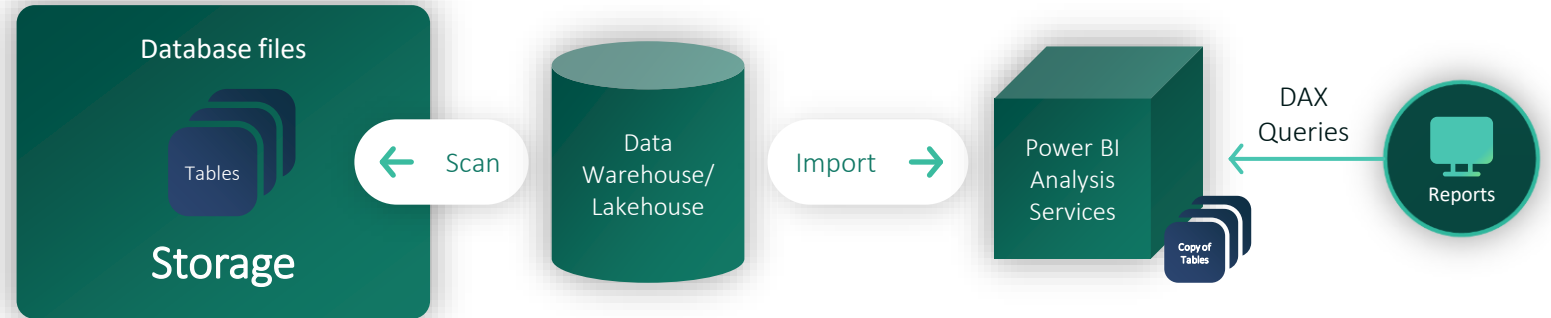 Database files
Tables
Storage
Scan
Data
Warehouse/
Lakehouse
Import
Power BI
Analysis
Services
Copy of
Tables
DAX
Queries
Reports